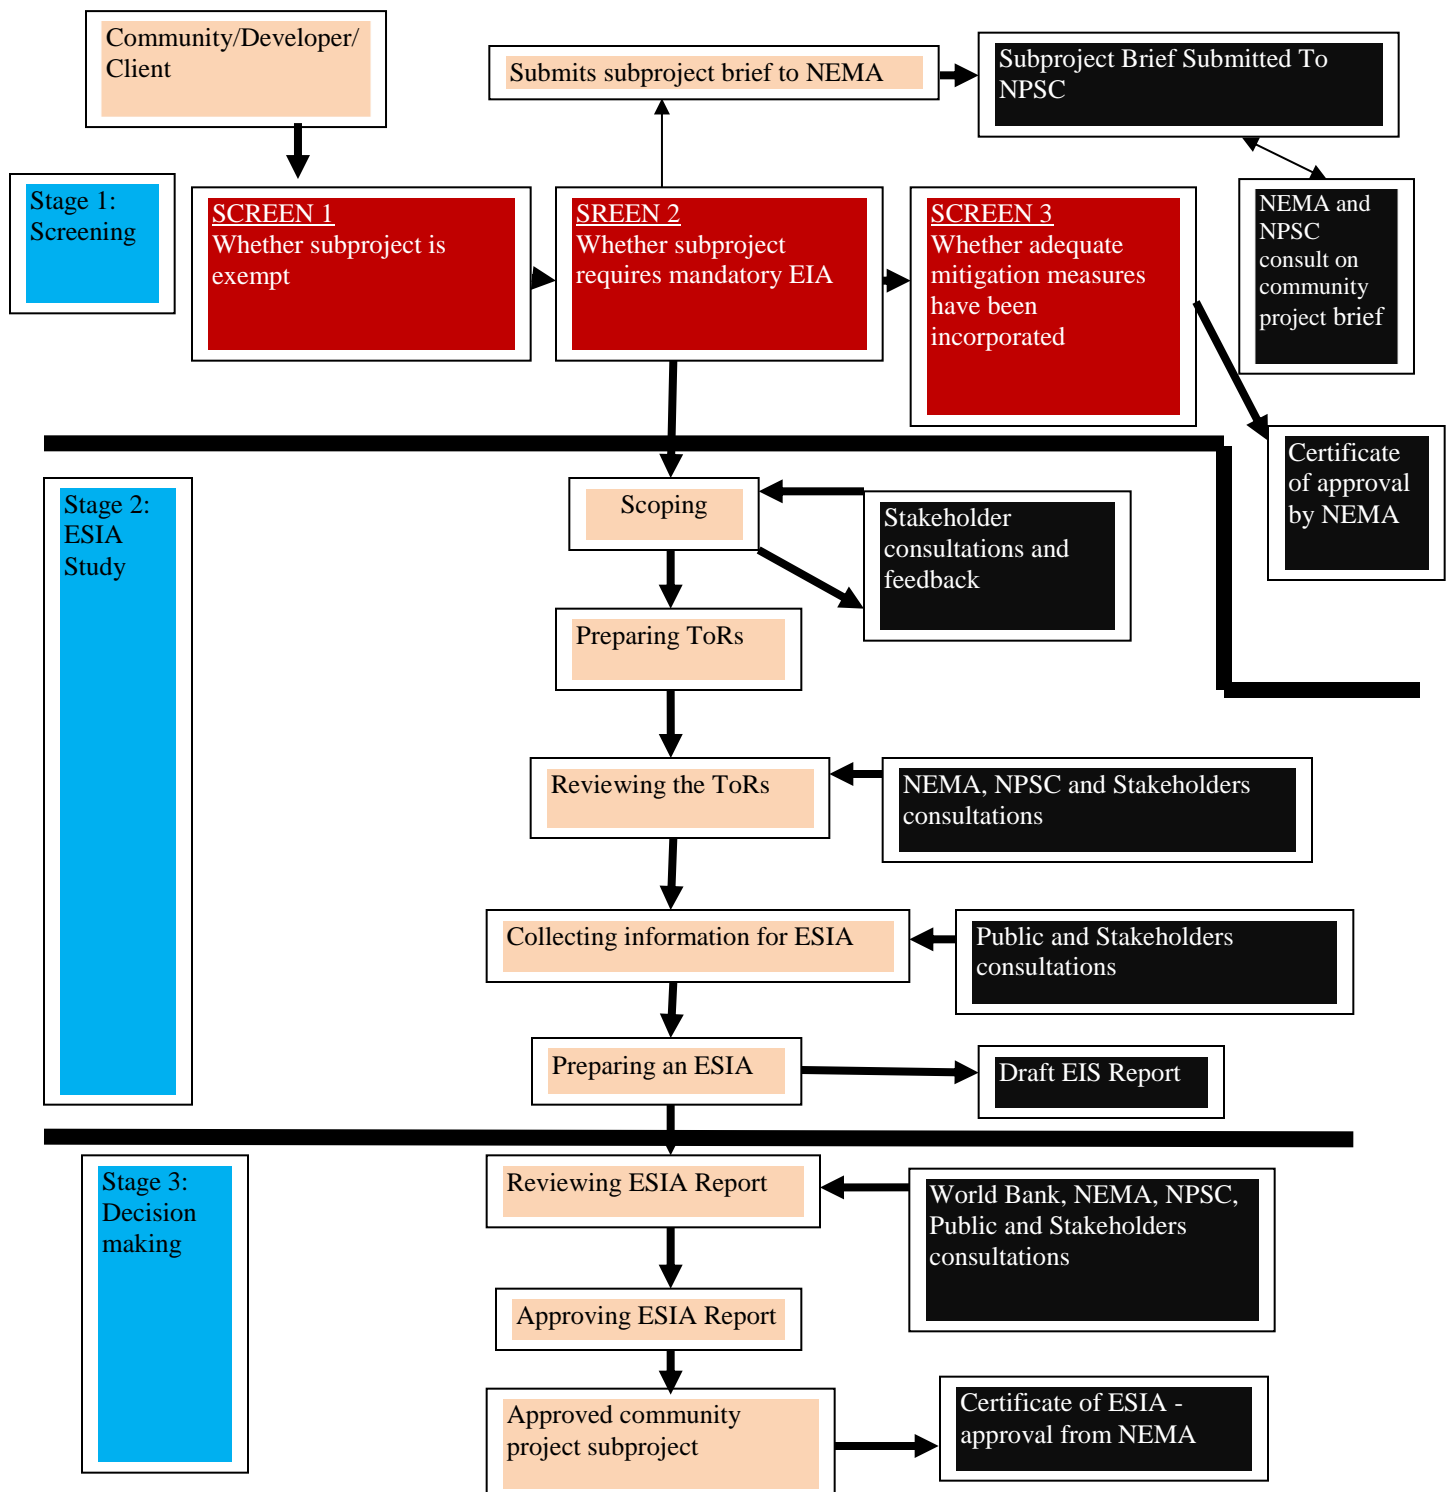 Community/Developer/
Client
Submits subproject brief to NEMA
Subproject Brief Submitted To
NPSC
Stage 1:
Screening
SCREEN 1
Whether subproject is
exempt
SREEN 2
Whether subproject
requires mandatory EIA
SCREEN 3
Whether adequate
mitigation measures
have been
incorporated
NEMA and
NPSC
consult on
community
project brief
Certificate
of approval
by NEMA
Stage 2:
ESIA
Study
Scoping
Stakeholder
consultations and
feedback
Preparing ToRs
Reviewing the ToRs
NEMA, NPSC and Stakeholders
consultations
Collecting information for ESIA
Public and Stakeholders
consultations
Preparing an ESIA
Draft EIS Report
Stage 3:
Decision
making
Reviewing ESIA Report
World Bank, NEMA, NPSC,
Public and Stakeholders
consultations
Approving ESIA Report
Approved community
project subproject
Certificate of ESIA -
approval from NEMA